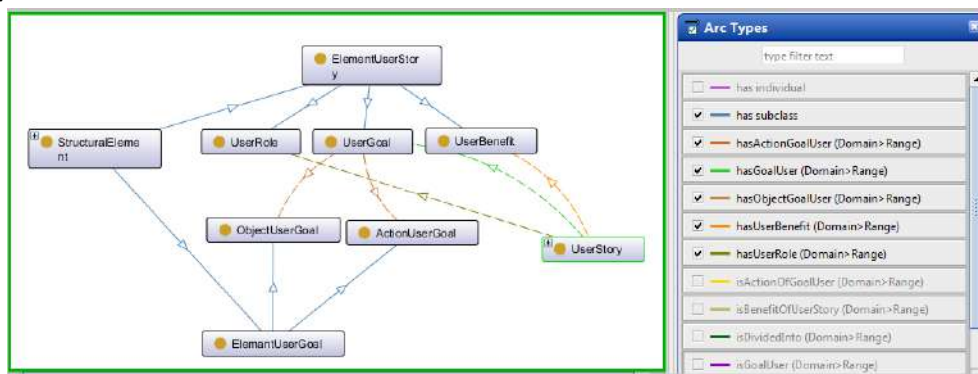 Arc Types
type filter text
ElementUserStor
y
has individual
has subclass
StructuralEleme
nt
UserRole
UserGoal
UserBenefit
hasActionGoalUser (Domain>Range)
hasGoalUser (Domain>Range)
hasObjectGoalUser (Domain>Range)
ObjectUserGoal
ActionUserGoal
UserStory
hasUserBenefit (Domain>Range)
hasUserRole (Domain>Range)
isActionOfGoalUser (Domain>Range)
isBenefitOfUserStory (Domain>Range)
ElemantUserGoal
isDividedInto (Domain>Range)
isGoalUser (Domain>Range)